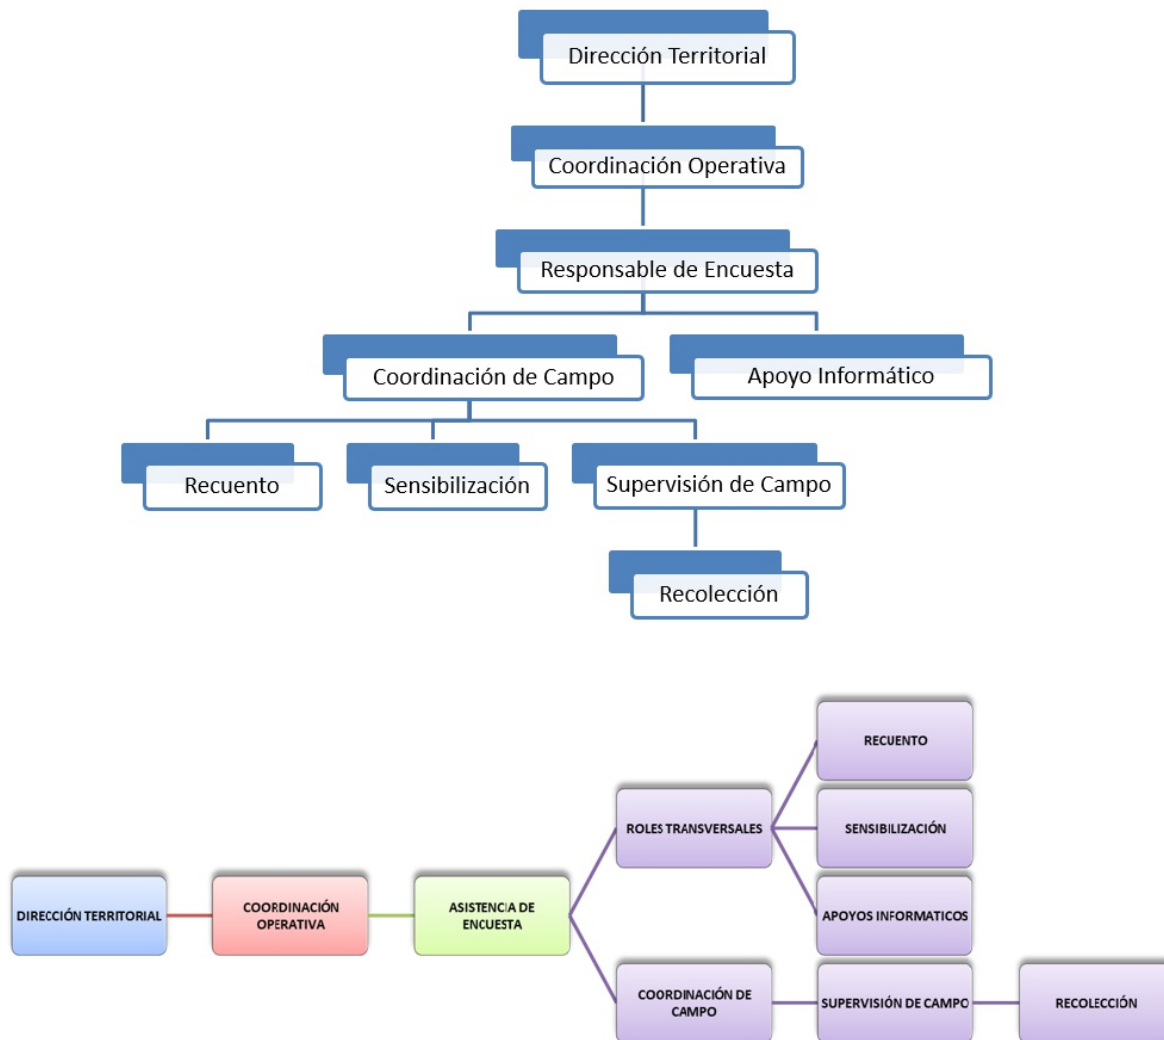 Dirección Territorial
Coordinación Operativa
Responsable de Encuesta
Coordinación de Campo
Apoyo Informático
Recuento
Sensibilización
Supervisión de Campo
Recolección
RECUENTO
ROLES TRANSVERSALES
SENSIBILIZACIÓN
DIRECCIÓN TERRITORIAL
COORDINACIÓN
OPERATIVA
ASISTENCIA DE
ENCUESTA
APOYOS INFORMATICOS
COORDINACIÓN DE
CAMPO
SUPERVISIÓN DE CAMPO
RECOLECCIÓN